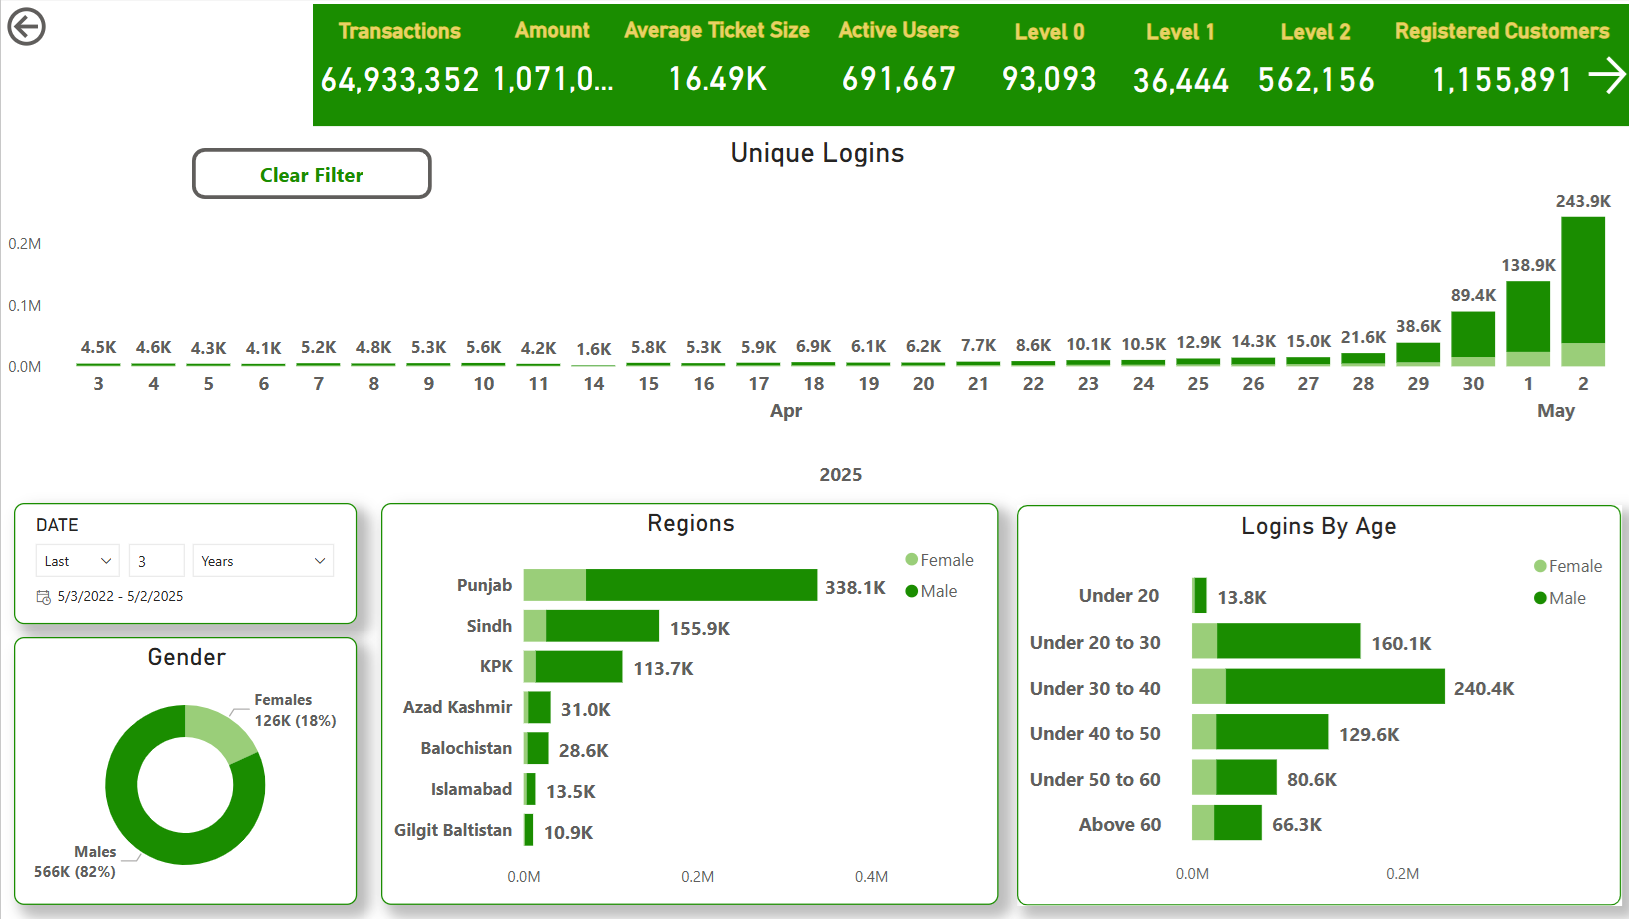 Transactions Amount Average Ticket Size Active Users Level 0 Level 1 Level 2 Registered Customers
64,933,352 1,071,0... 16.49K 691,667 93,093 36,444 562,156 1,155,891
Clear Filter
Unique Logins
0.2M
0.1M
0.0M
4.5K 4.6K 4.3K 4.1K 5.2K 4.8K 5.3K 5.6K 4.2K 1.6K 5.8K 5.3K 5.9K 6.9K 6.1K 6.2K 7.7K 8.6K 10.1K 10.5K 12.9K 14.3K 15.0K 21.6K 38.6K 89.4K 138.9K 243.9K
3 4 5 6 7 8 9 10 11 14 15 16 17 18 19 20 21 22 23 24 25 26 27 28 29 30 1 2
Apr May
2025
DATE
Last 3 Years
5/3/2022 - 5/2/2025
Gender
Females
126K (18%)
Males
566K (82%)
Regions
Female
Male
Punjab 338.1K
Sindh 155.9K
KPK 113.7K
Azad Kashmir 31.0K
Balochistan 28.6K
Islamabad 13.5K
Gilgit Baltistan 10.9K
0.0M 0.2M 0.4M
Logins By Age
Female
Male
Under 20 13.8K
Under 20 to 30 160.1K
Under 30 to 40 240.4K
Under 40 to 50 129.6K
Under 50 to 60 80.6K
Above 60 66.3K
0.0M 0.2M